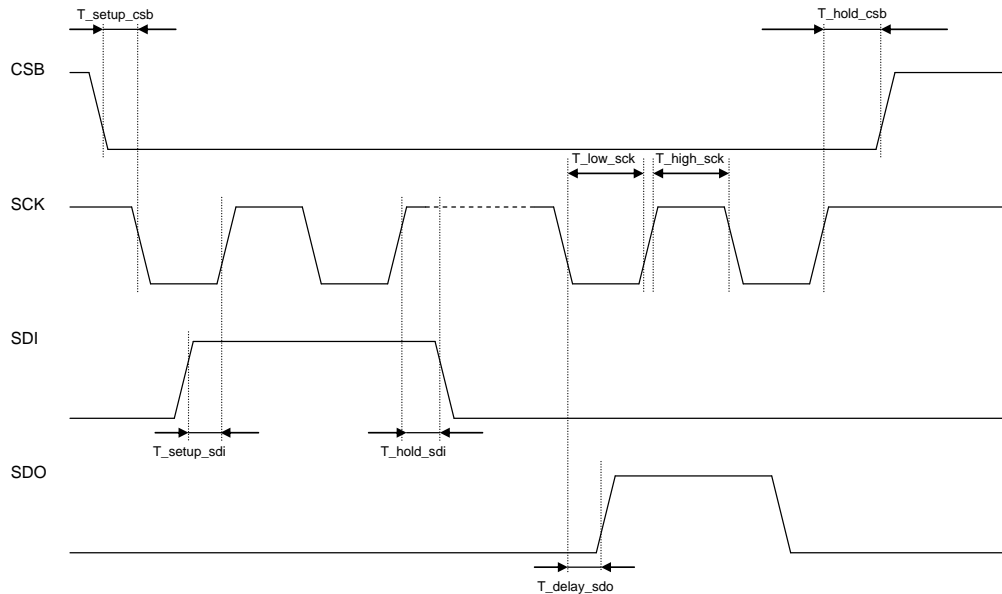 T_setup_csb
T_hold_csb
CSB
T_low_sck
T_high_sck
SCK
SDI
T_setup_sdi
T_hold_sdi
SDO
T_delay_sdo